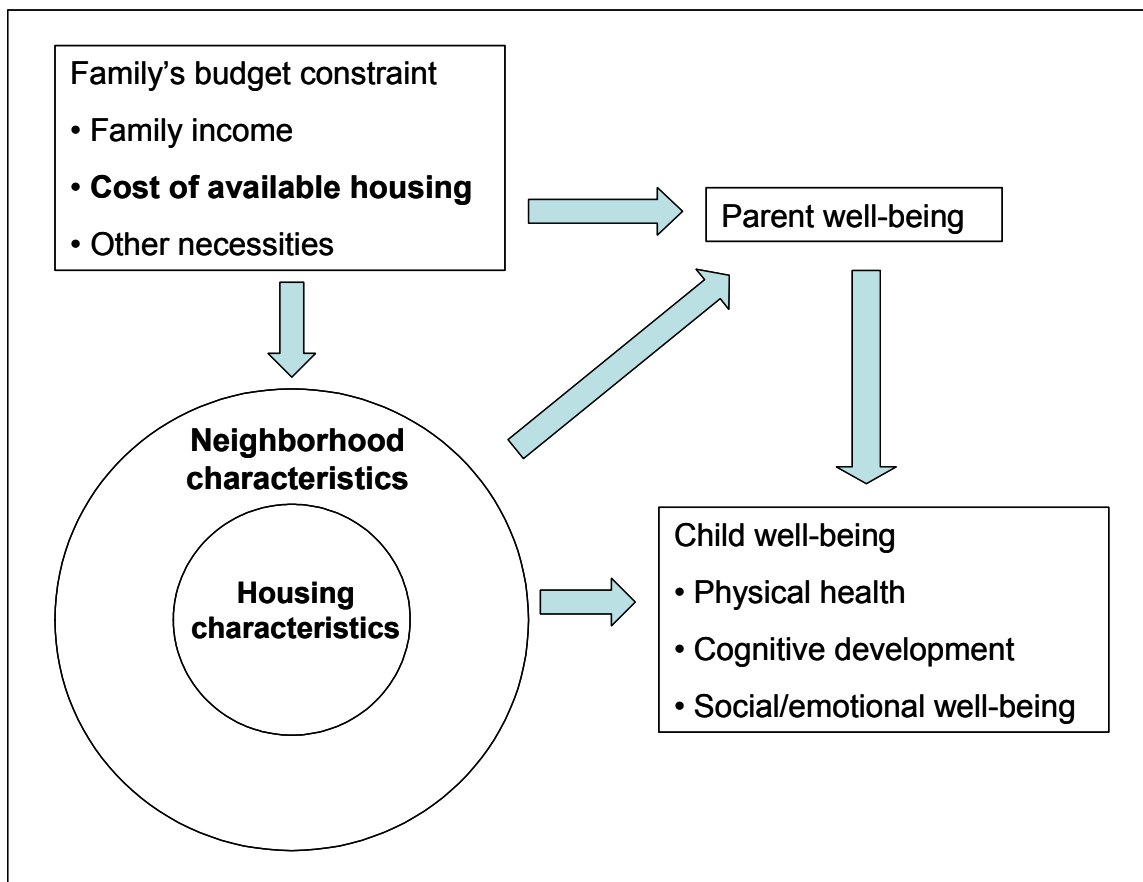 Family’s budget constraint
• Family income
• Cost of available housing
• Other necessities
Parent well-being
Neighborhood
characteristics
Housing
characteristics
Child well-being
• Physical health
• Cognitive development
• Social/emotional well-being